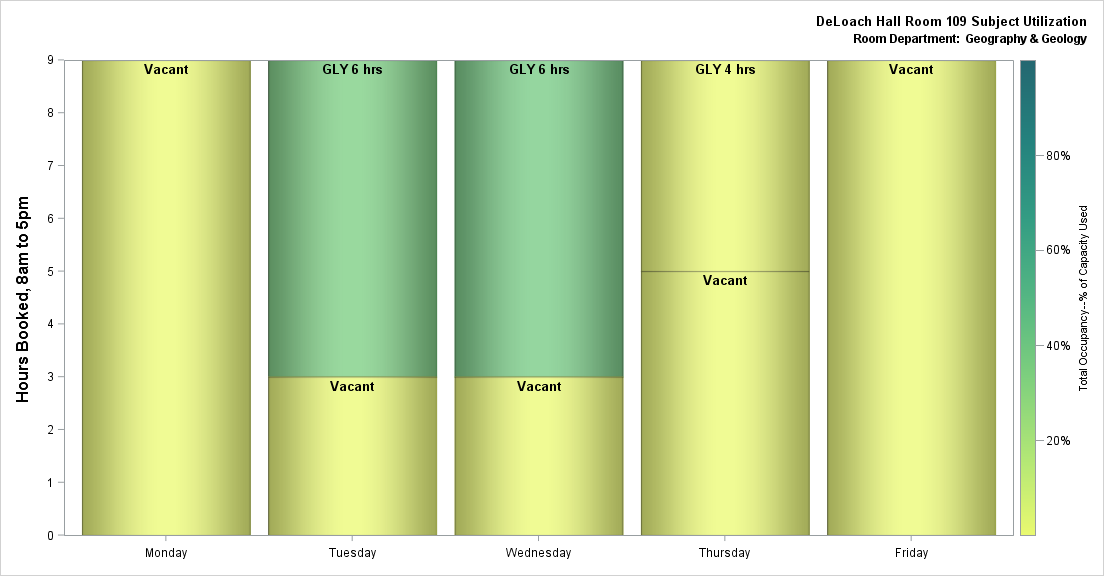 DeLoach Hall Room 109 Subject Utilization
Room Department: Geography & Geology
Hours Booked, 8am to 5pm
9
8
7
6
5
4
3
2
1
0
Vacant
GLY 6 hrs
Vacant
GLY 6 hrs
Vacant
GLY 4 hrs
Vacant
Vacant
Monday
Tuesday
Wednesday
Thursday
Friday
80%
60%
40%
20%
Total Occupancy--% of Capacity Used